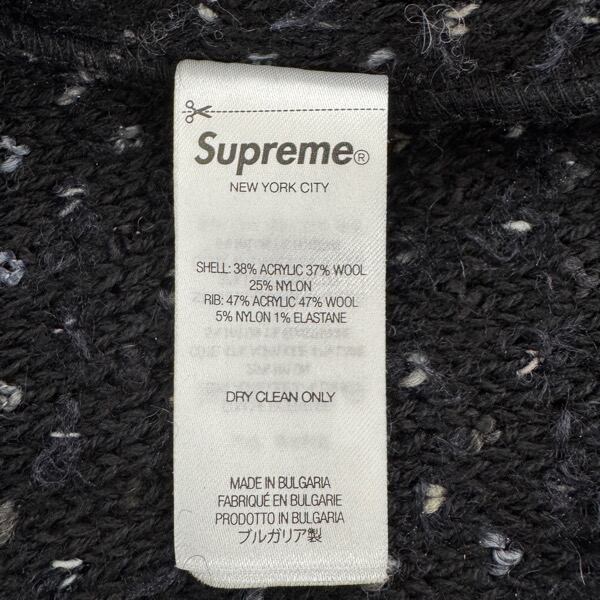 Supreme®
NEW YORK CITY
SHELL: 38% ACRYLIC 37% WOOL
25% NYLON
RIB: 47% ACRYLIC 47% WOOL
5% NYLON 1% ELASTANE
DRY CLEAN ONLY
MADE IN BULGARIA
FABRIQUÉ EN BULGARIE
PRODOTTO IN BULGARIA
ブルガリア製